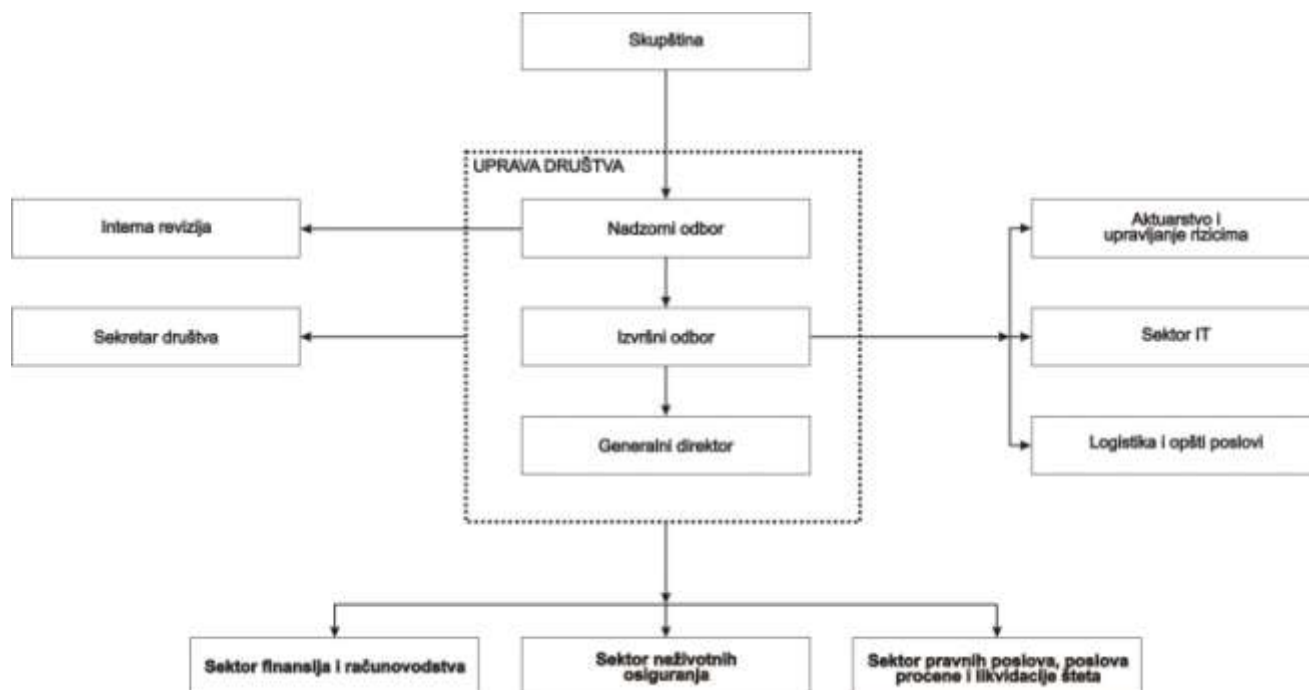 Skupština
UPRAVA DRUŠTVA
Interna revizija
Nadzorni odbor
Aktuarstvo i
upravljanje rizicima
Sekretar društva
Izvršni odbor
Sektor IT
Generalni direktor
Logistika i opšti poslovi
Sektor finansija i računovodstva
Sektor neživotnih
osiguranja
Sektor pravnih poslova, poslova
procene i likvidacije šteta